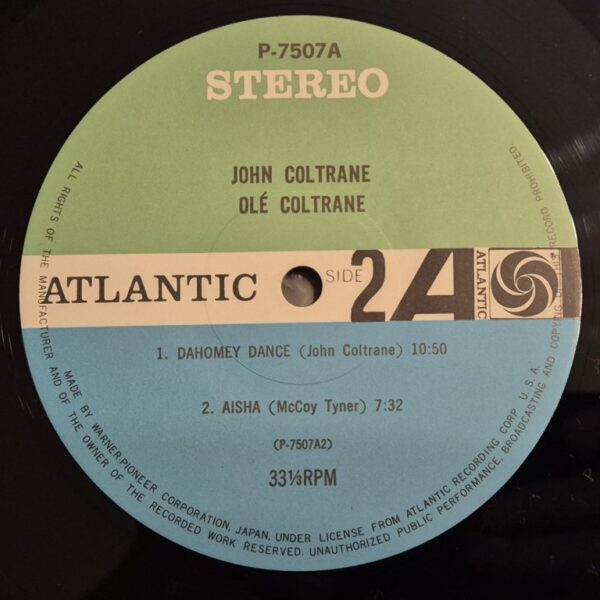 P-7507A
STEREO
JOHN COLTRANE
OLÉ COLTRANE
ATLANTIC
SIDE 2
A
ATLANTIC
1. DAHOMEY DANCE (John Coltrane) 10:50
2. AISHA (McCoy Tyner) 7:32
(P-7507A2)
33⅓RPM
ALL RIGHTS OF THE MANUFACTURER AND OF THE OWNER OF THE RECORDED WORK RESERVED. UNAUTHORIZED PUBLIC PERFORMANCE, BROADCASTING AND COPYING OF THIS RECORD PROHIBITED.
MADE BY WARNER-PIONEER CORPORATION, JAPAN, UNDER LICENSE FROM ATLANTIC RECORDING CORP. U.S.A.